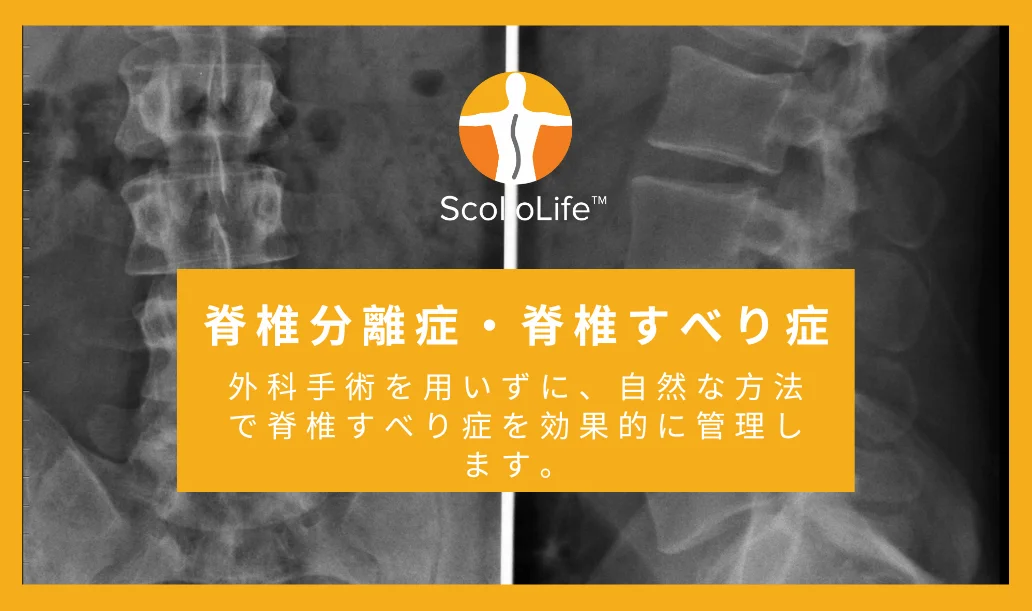 ScolioLife™
脊椎分離症・脊椎すべり症
外科手術を用いずに、自然な方法
で脊椎すべり症を効果的に管理し
ます。